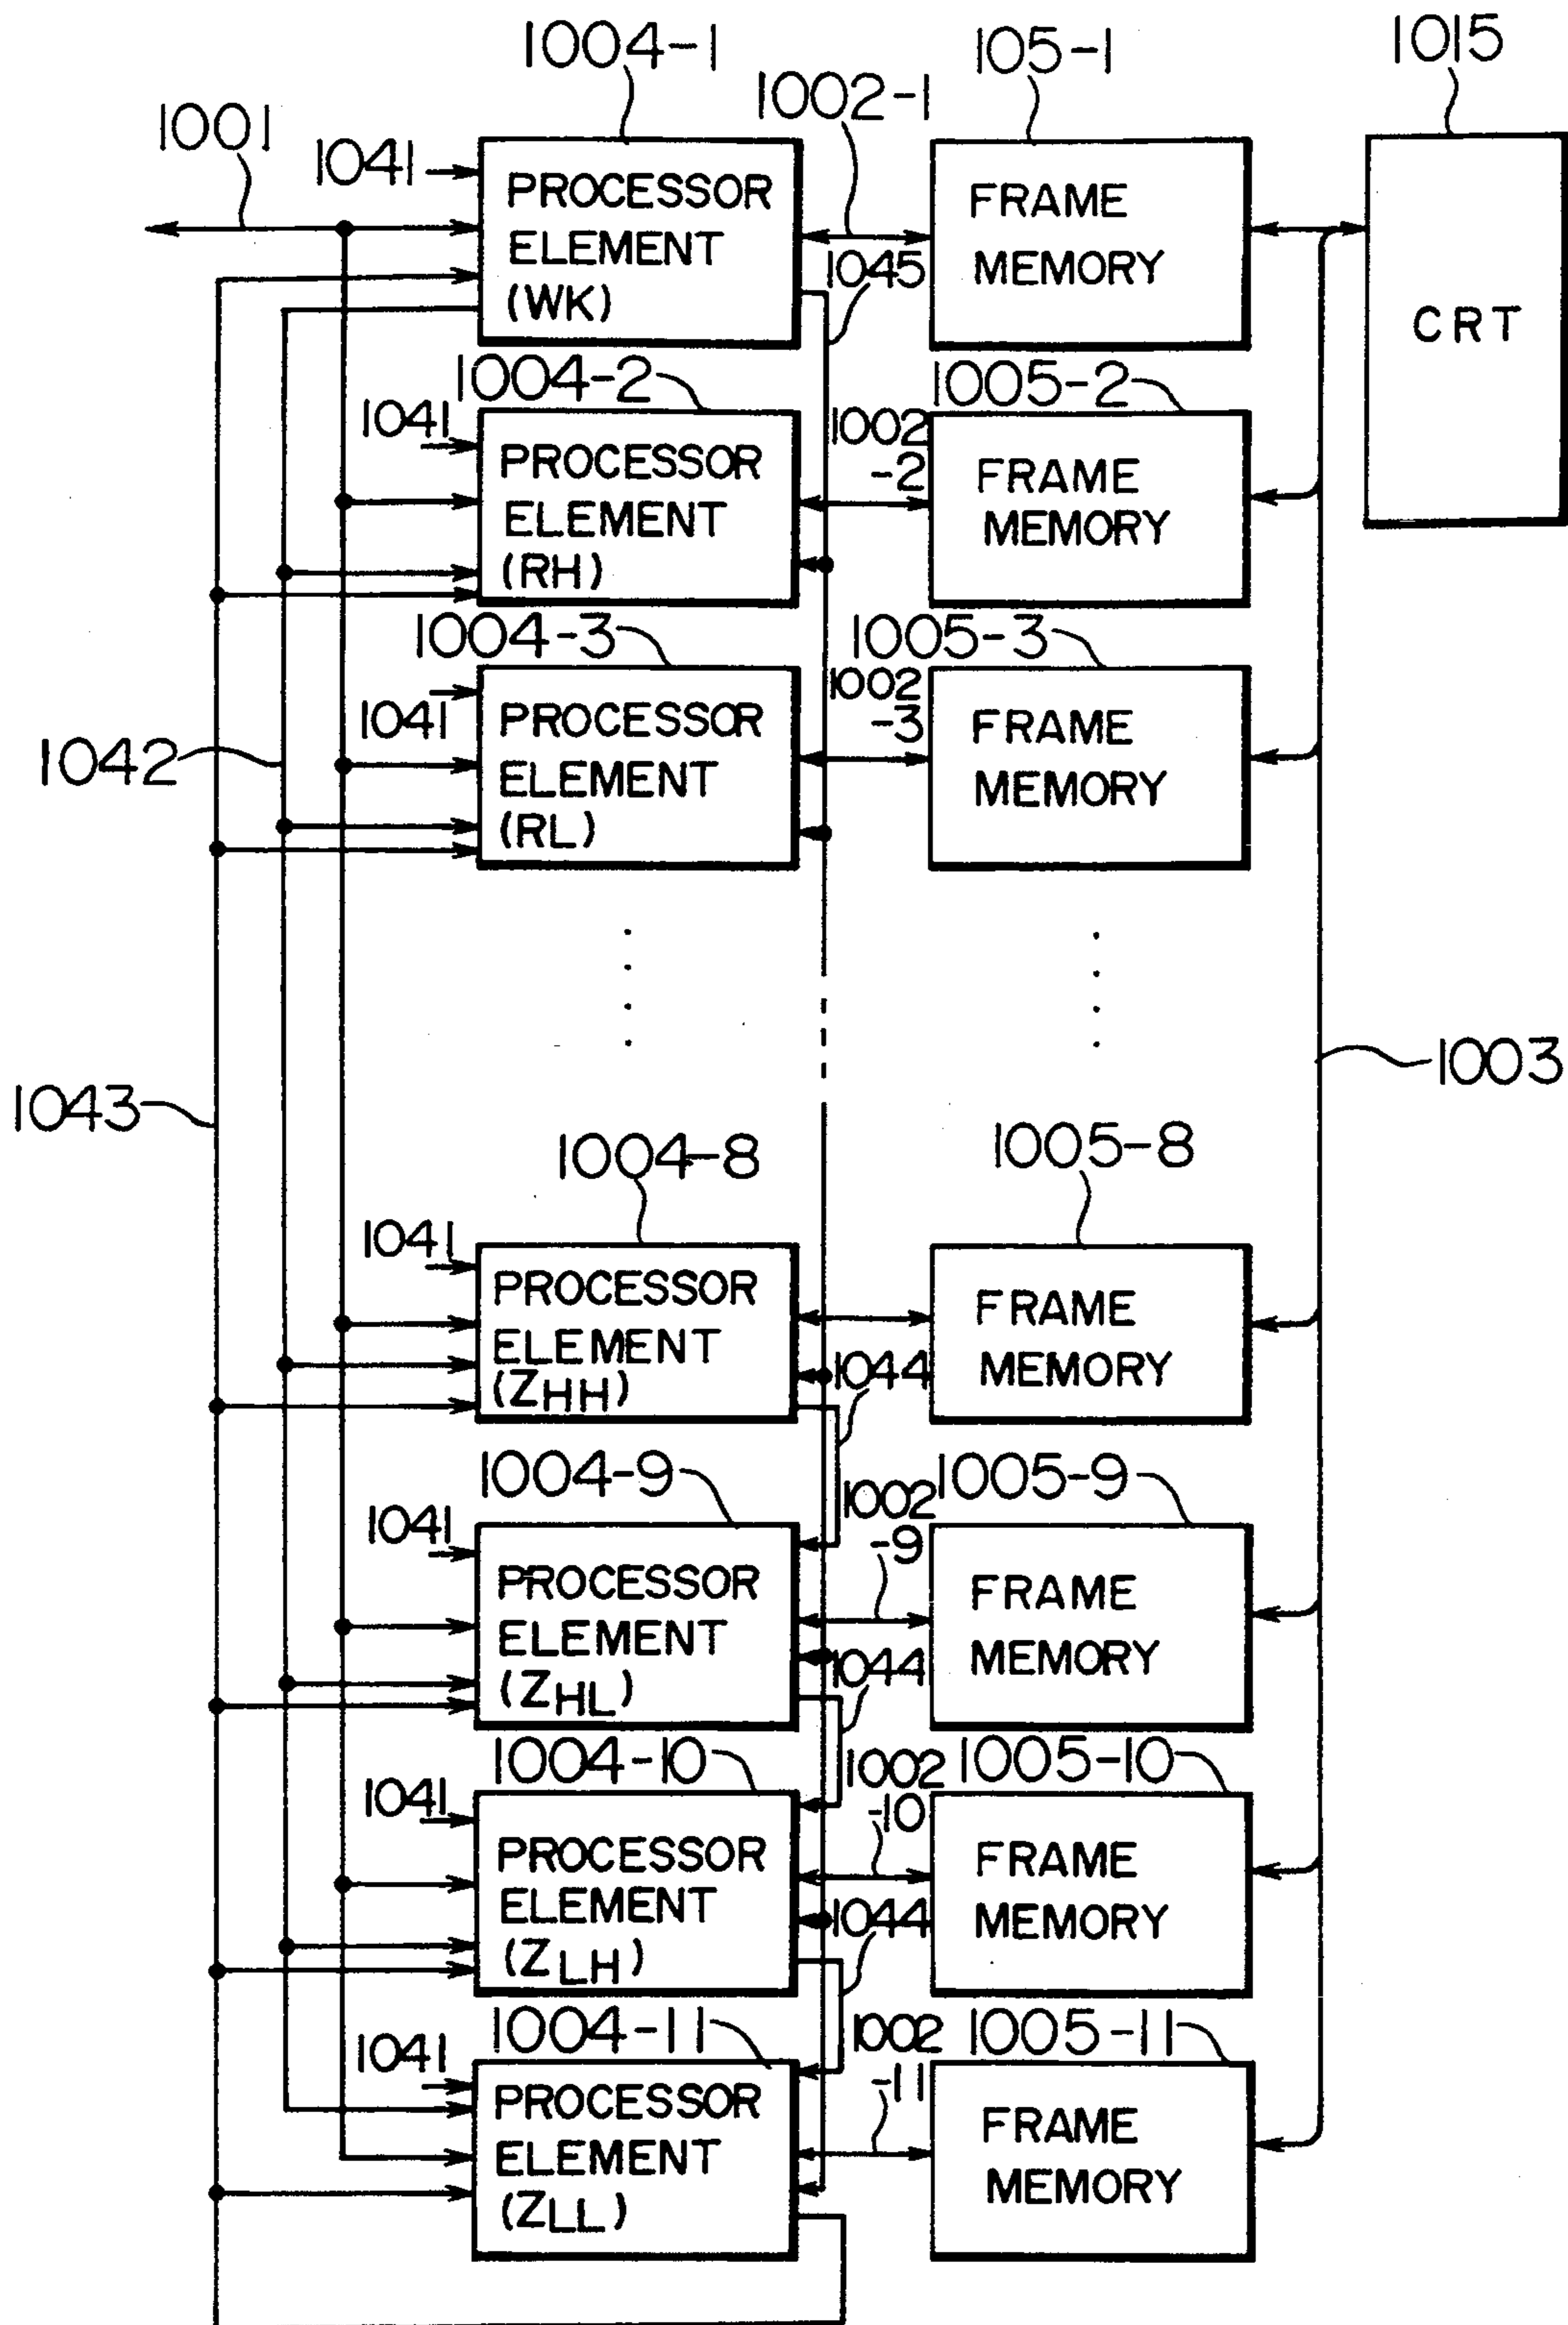 1004-1
105-1
1015
1001
1002-1
1041
PROCESSOR
ELEMENT
(WK)
1045
FRAME
MEMORY
CRT
1004-2
1005-2
1041
PROCESSOR
ELEMENT
(RH)
1002
-2
FRAME
MEMORY
1004-3
1005-3
1041
PROCESSOR
ELEMENT
(RL)
1002
-3
FRAME
MEMORY
1042
1003
1043
1004-8
1005-8
1041
PROCESSOR
ELEMENT
(ZHH)
1044
FRAME
MEMORY
1004-9
1002
-9
1005-9
1041
PROCESSOR
ELEMENT
(ZHL)
1044
FRAME
MEMORY
1004-10
1002
-10
1005-10
1041
PROCESSOR
ELEMENT
(ZLH)
1044
FRAME
MEMORY
1004-11
1002
-11
1005-11
1041
PROCESSOR
ELEMENT
(ZLL)
FRAME
MEMORY